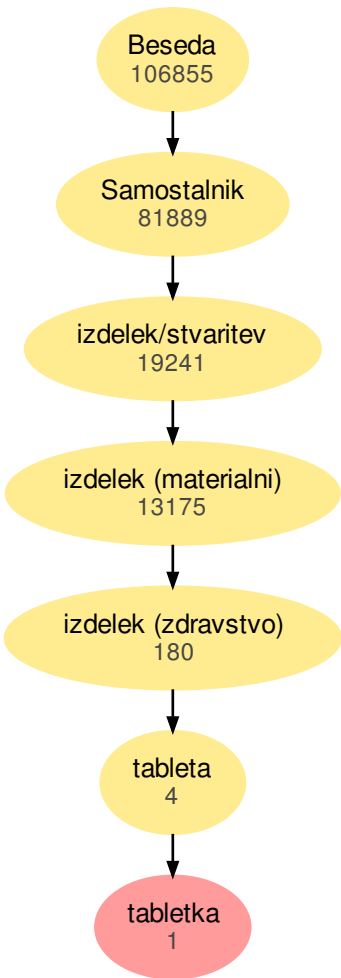 Beseda
106855
Samostalnik
81889
izdelek/stvaritev
19241
izdelek (materialni)
13175
izdelek (zdravstvo)
180
tableta
4
tabletka
1